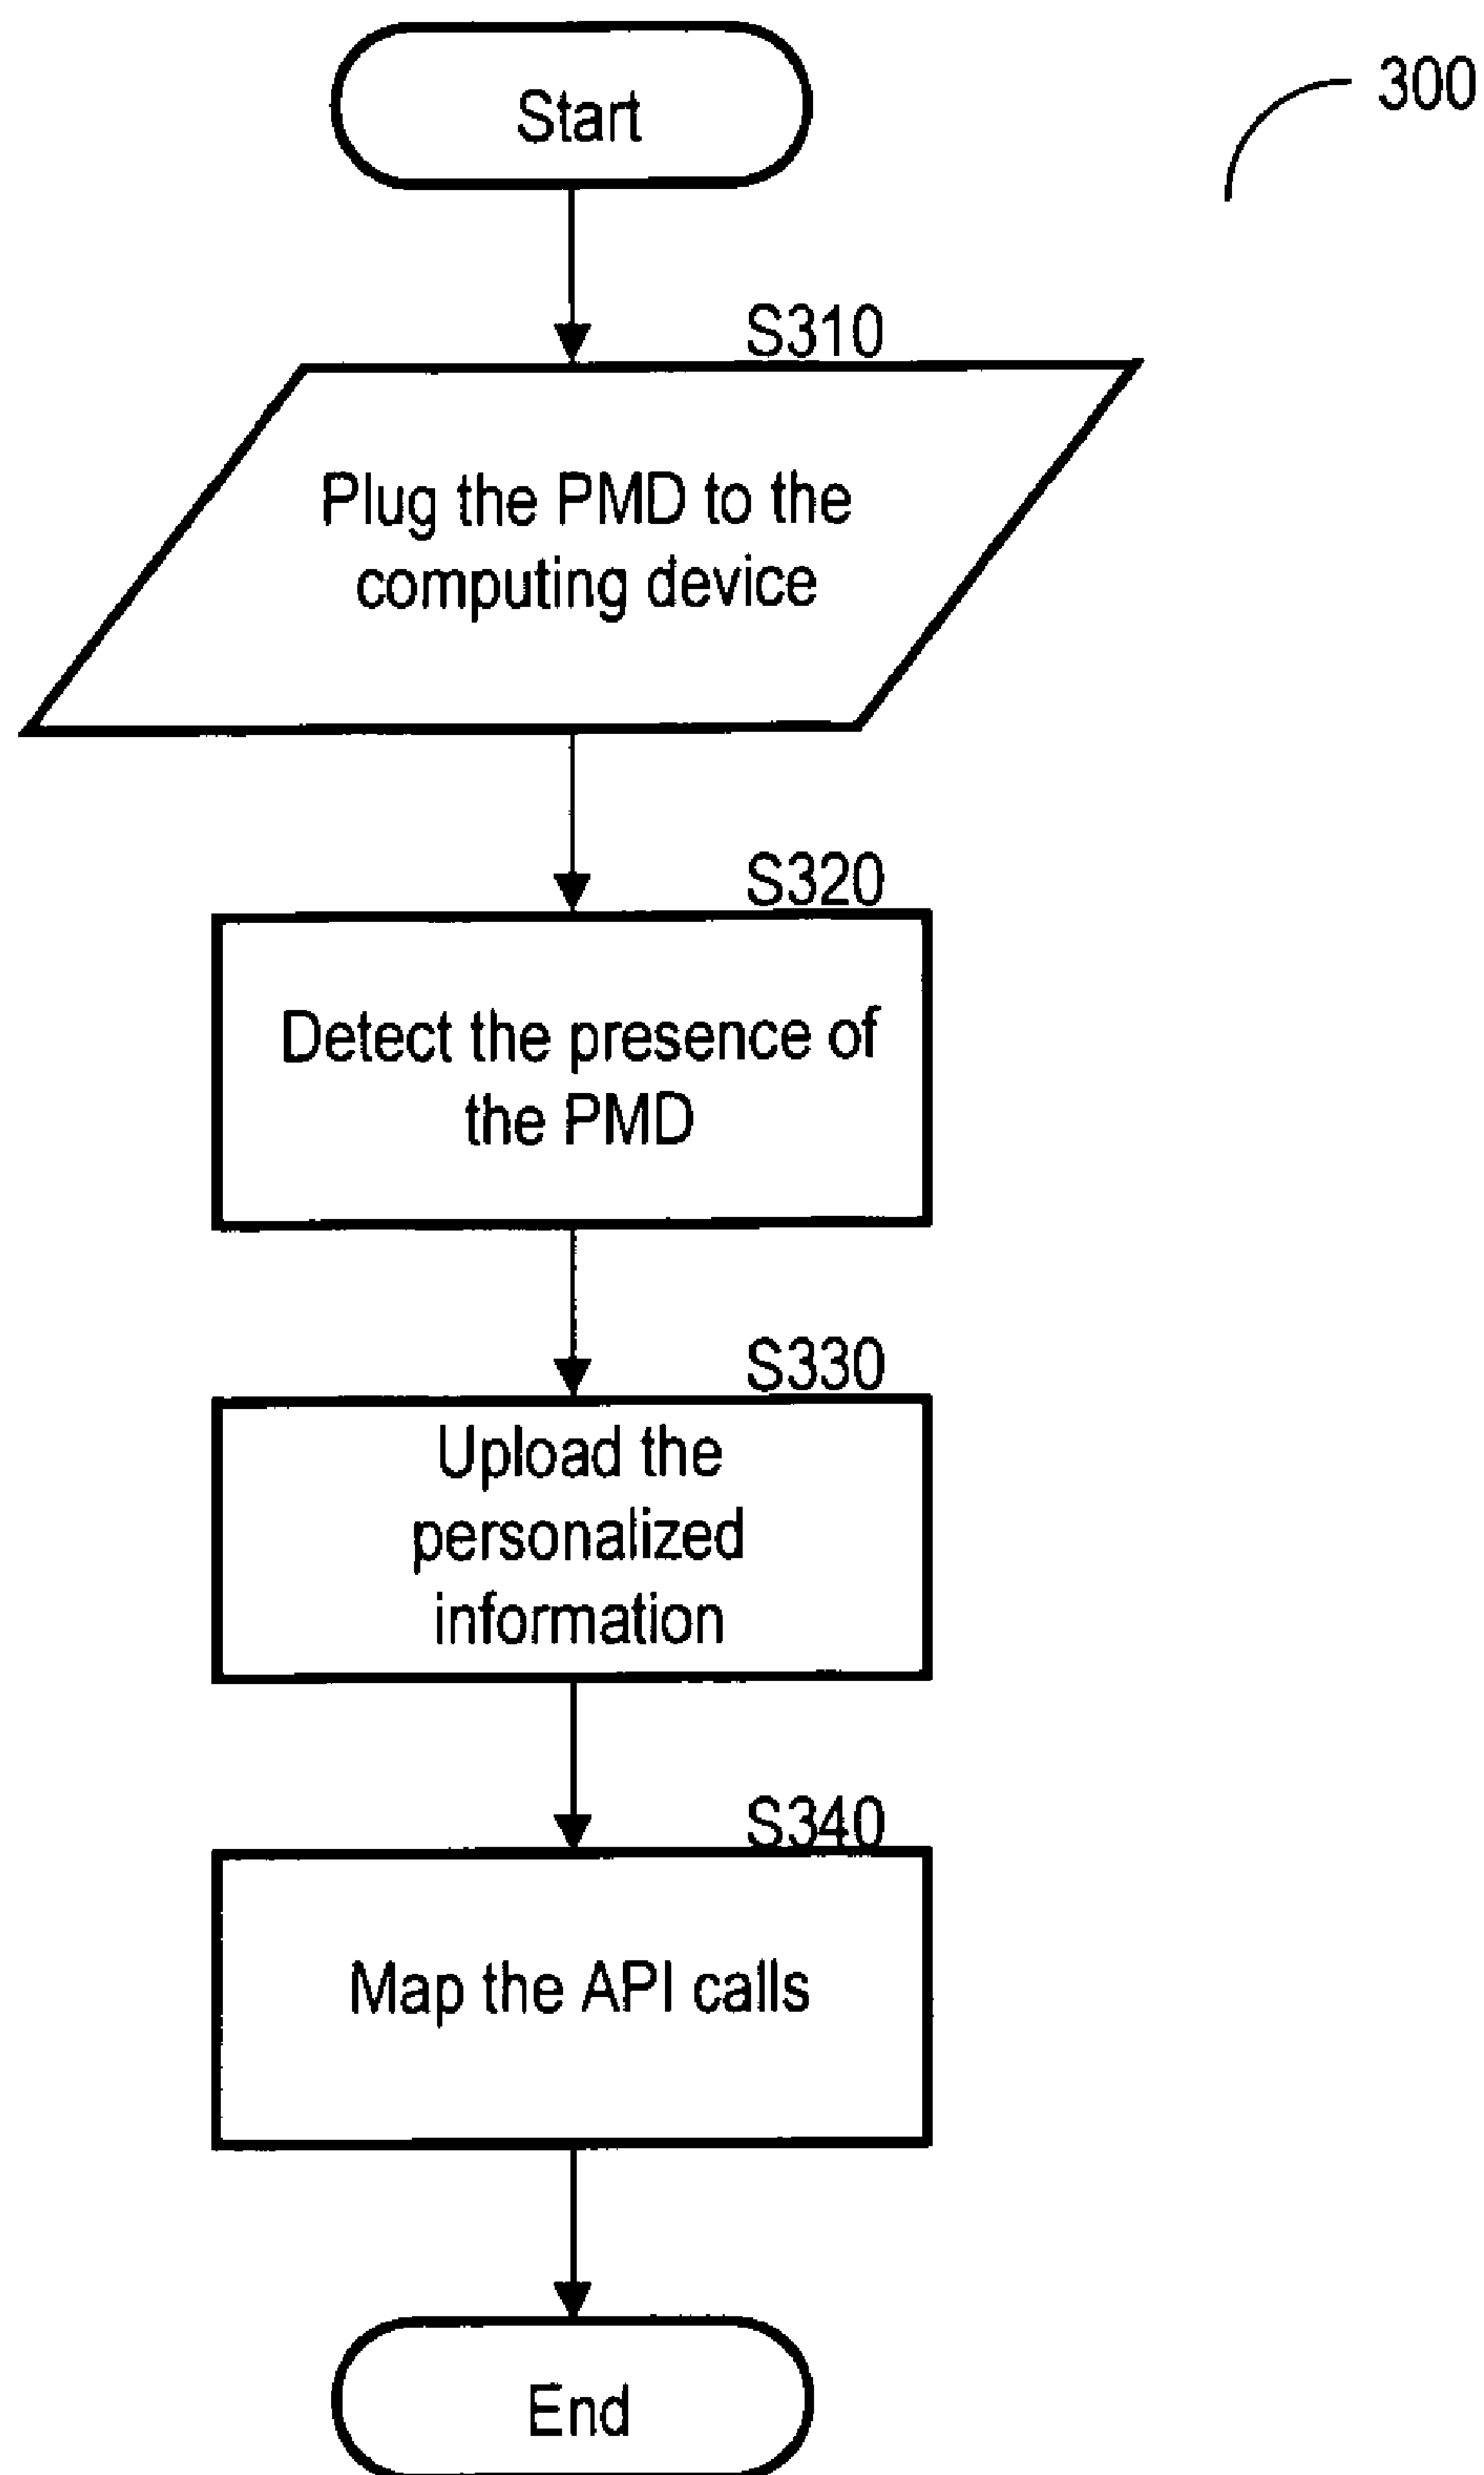 Start
300
S310
Plug the PMD to the
computing device
S320
Detect the presence of
the PMD
S330
Upload the
personalized
information
S340
Map the API calls
End